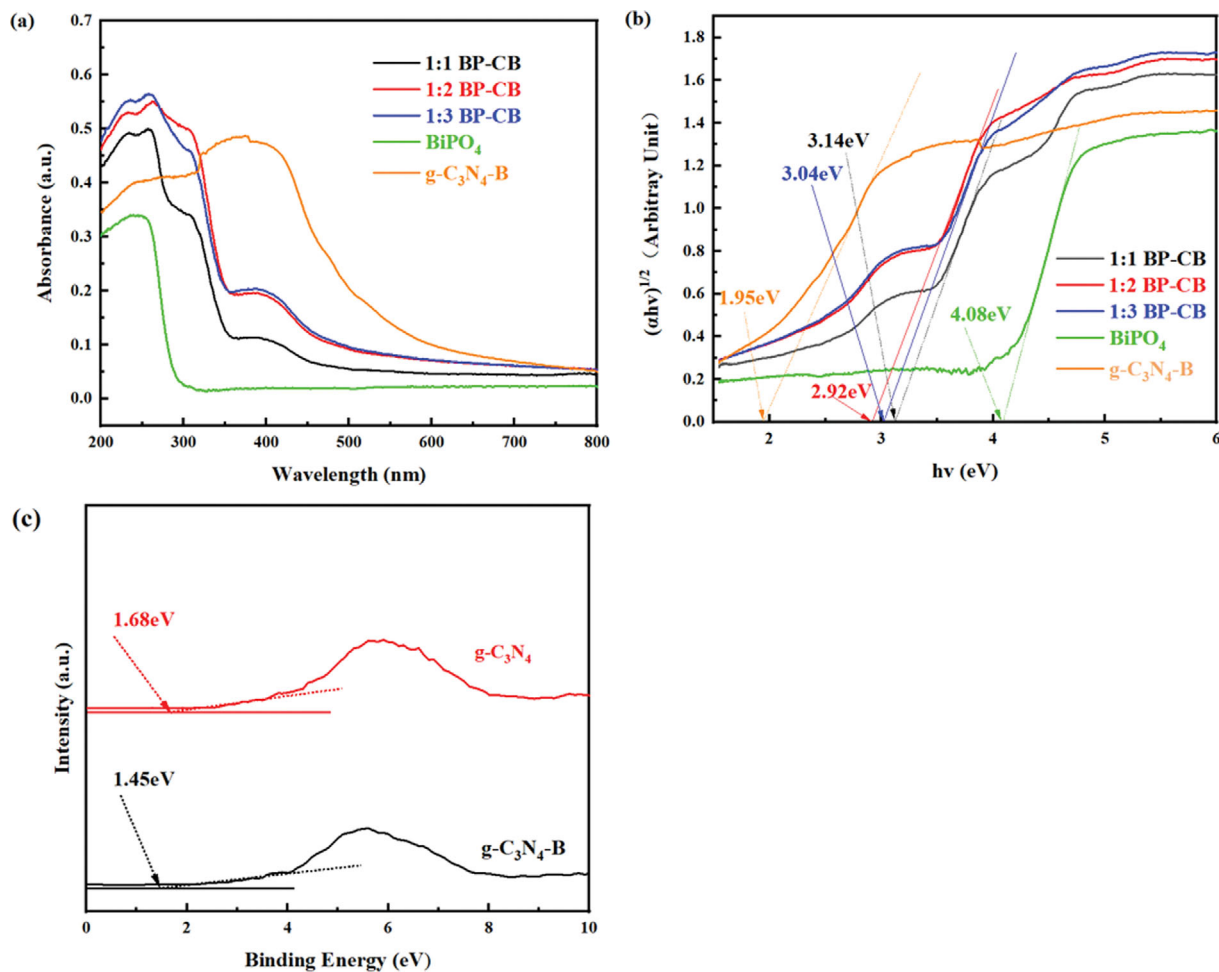 (a)
0.7
0.6
0.5
0.4
0.3
0.2
0.1
0.0
Absorbance (a.u.)
1:1 BP-CB
1:2 BP-CB
1:3 BP-CB
BiPO₄
g-C₃N₄-B
200 300 400 500 600 700 800
Wavelength (nm)
(b)
1.8
1.6
1.4
1.2
1.0
0.8
0.6
0.4
0.2
0.0
(αhv)^1/2 (Arbitray Unit)
3.14eV
3.04eV
1.95eV
2.92eV
4.08eV
1:1 BP-CB
1:2 BP-CB
1:3 BP-CB
BiPO₄
g-C₃N₄-B
2 3 4 5 6
hv (eV)
(c)
Intensity (a.u.)
1.68eV
g-C₃N₄
1.45eV
g-C₃N₄-B
0 2 4 6 8 10
Binding Energy (eV)